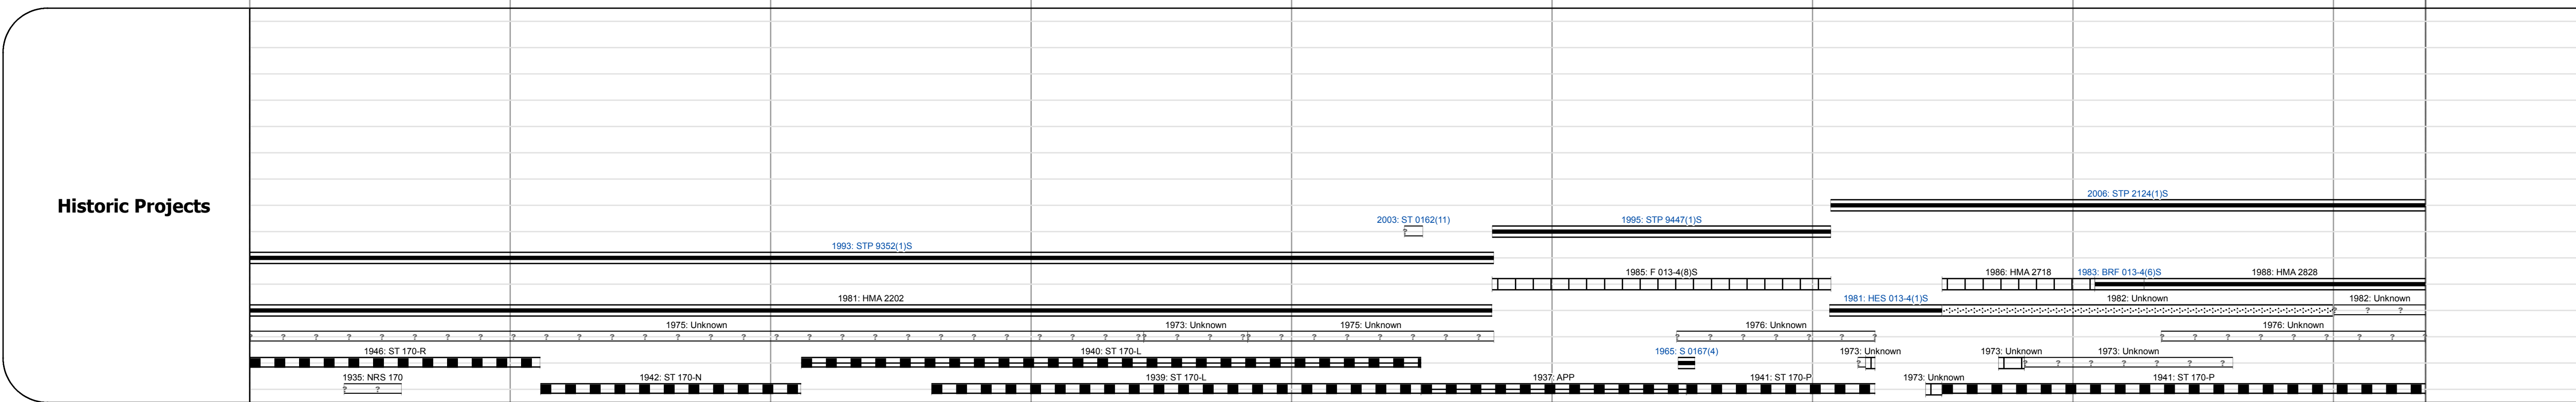 2006: STP 2124(1)S
Historic Projects
2003: ST 0162(11)
1995: STP 9447(1)S
1993: STP 9352(1)S
1985: F 013-4(8)S
1986: HMA 2718
1983: BRF 013-4(6)S
1988: HMA 2828
1981: HMA 2202
1981: HES 013-4(1)S
1982: Unknown
1982: Unknown
1975: Unknown
1973: Unknown
1975: Unknown
1976: Unknown
1976: Unknown
1946: ST 170-R
1940: ST 170-L
1965: S 0167(4)
1973: Unknown
1973: Unknown
1973: Unknown
1935: NRS 170
1942: ST 170-N
1939: ST 170-L
1937: APP
1941: ST 170-P
1973: Unknown
1941: ST 170-P